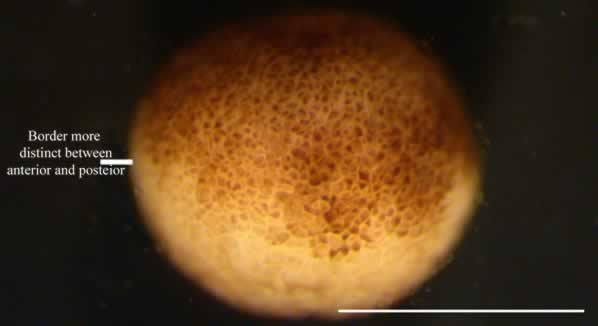 Border more
distinct between
anterior and posteior